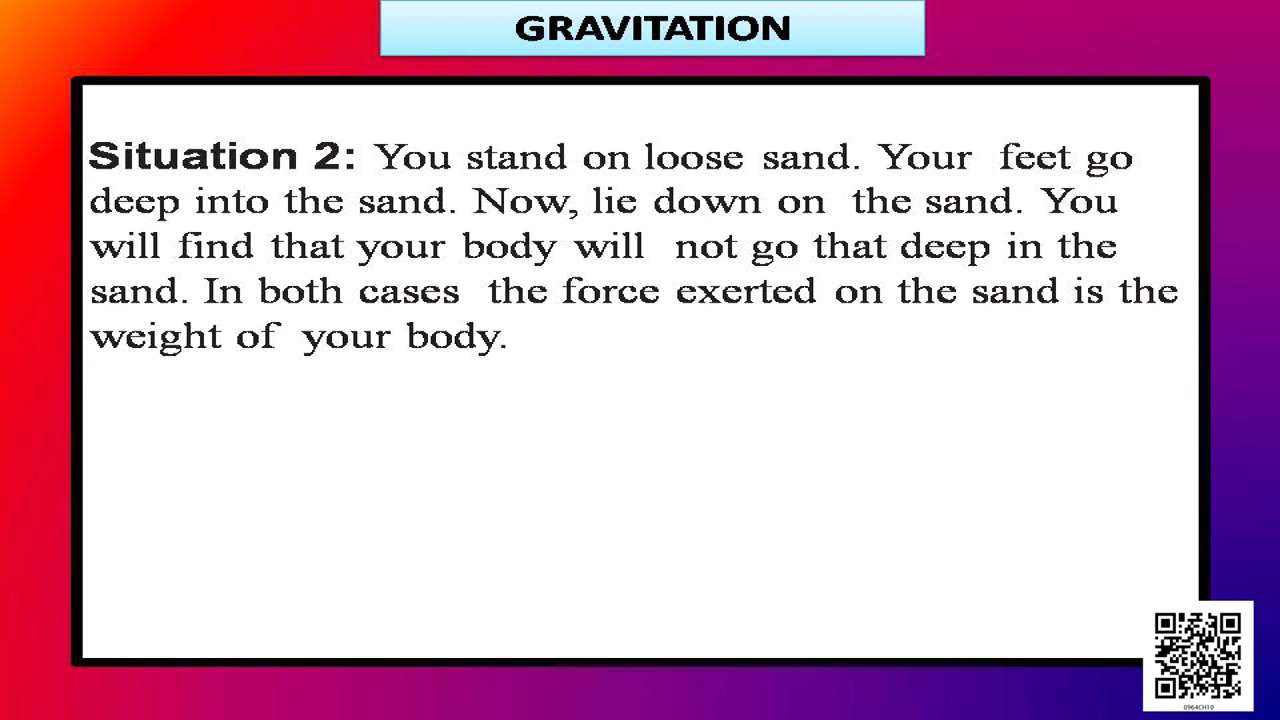 GRAVITATION
Situation 2: You stand on loose sand. Your feet go
deep into the sand. Now, lie down on the sand. You
will find that your body will not go that deep in the
sand. In both cases the force exerted on the sand is the
weight of your body.
0964CH10